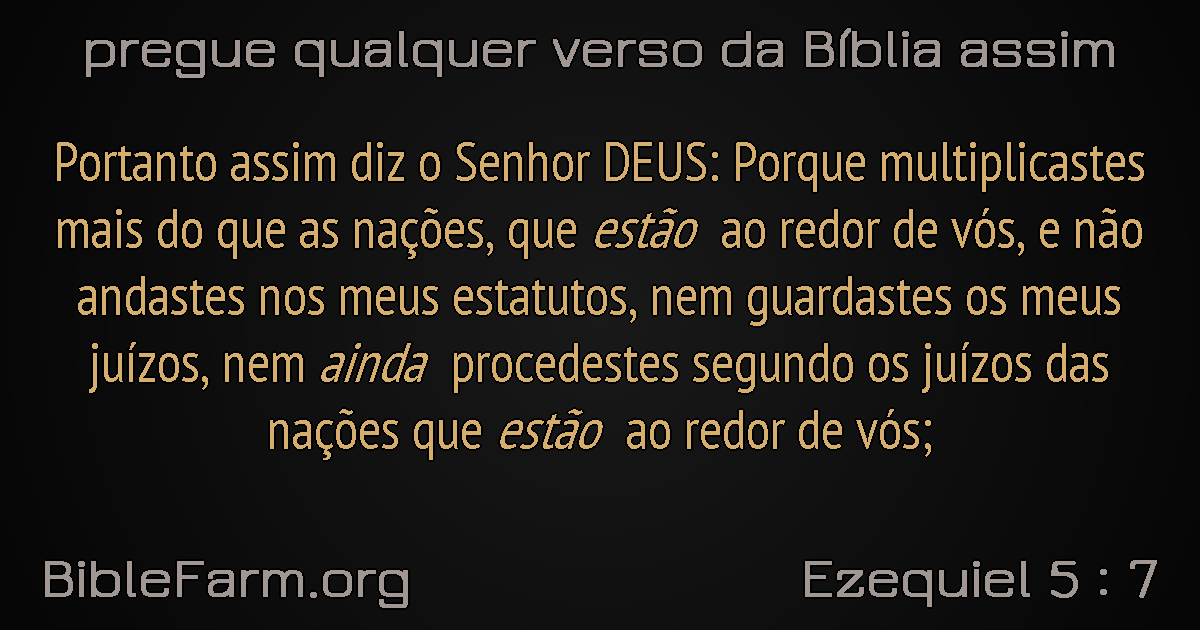 pregue qualquer verso da Bíblia assim
Portanto assim diz o Senhor DEUS: Porque multiplicastes
mais do que as nações, que estão ao redor de vós, e não
andastes nos meus estatutos, nem guardastes os meus
juízos, nem ainda procedestes segundo os juízos das
nações que estão ao redor de vós;
BibleFarm.org
Ezequiel 5 : 7